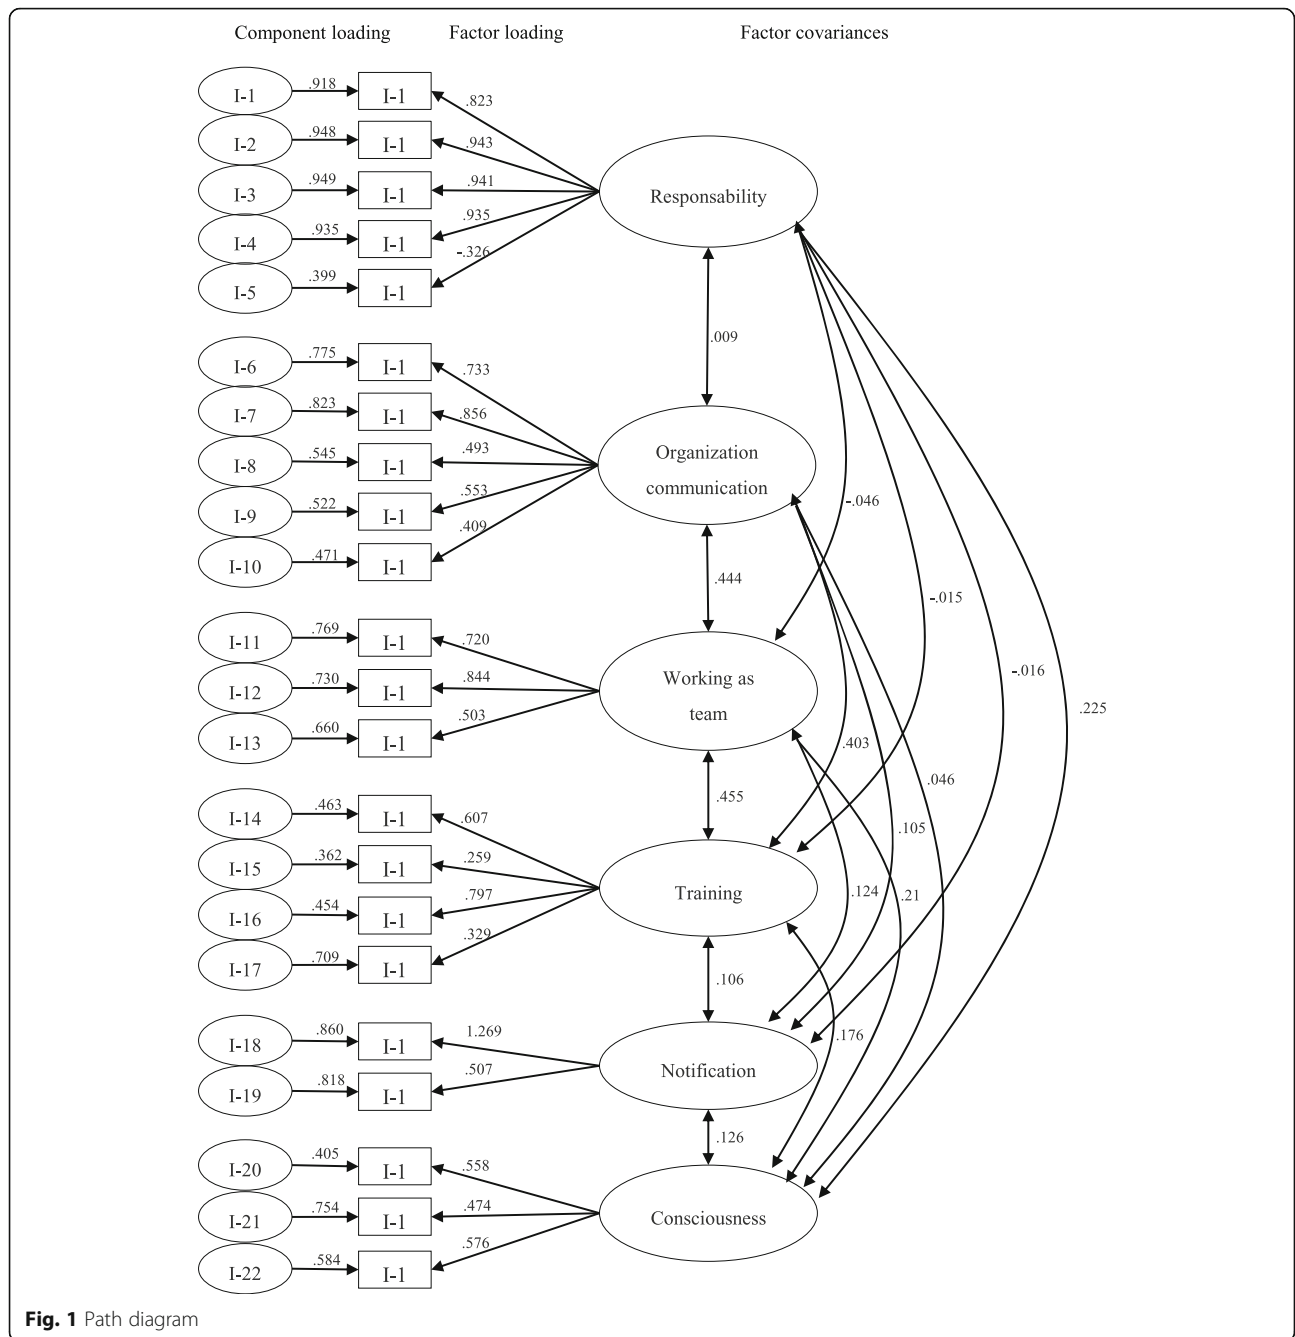 Component loading Factor loading Factor covariances
I-1 .918 I-1 .823
I-2 .948 I-1 .943
I-3 .949 I-1 .941
I-4 .935 I-1 .935
I-5 .399 I-1 -.326
Responsability
.009
I-6 .775 I-1 .733
I-7 .823 I-1 .856
I-8 .545 I-1 .493
I-9 .522 I-1 .553
I-10 .471 I-1 .409
Organization
communication
-.046
.444
-.015
I-11 .769 I-1 .720
I-12 .730 I-1 .844
I-13 .660 I-1 .503
Working as
team
-.016
.225
.403
.046
.455
.105
I-14 .463 I-1 .607
I-15 .362 I-1 .259
I-16 .454 I-1 .797
I-17 .709 I-1 .329
Training
.124
.21
.106
.176
I-18 .860 I-1 1.269
I-19 .818 I-1 .507
Notification
.126
I-20 .405 I-1 .558
I-21 .754 I-1 .474
I-22 .584 I-1 .576
Consciousness
Fig. 1 Path diagram